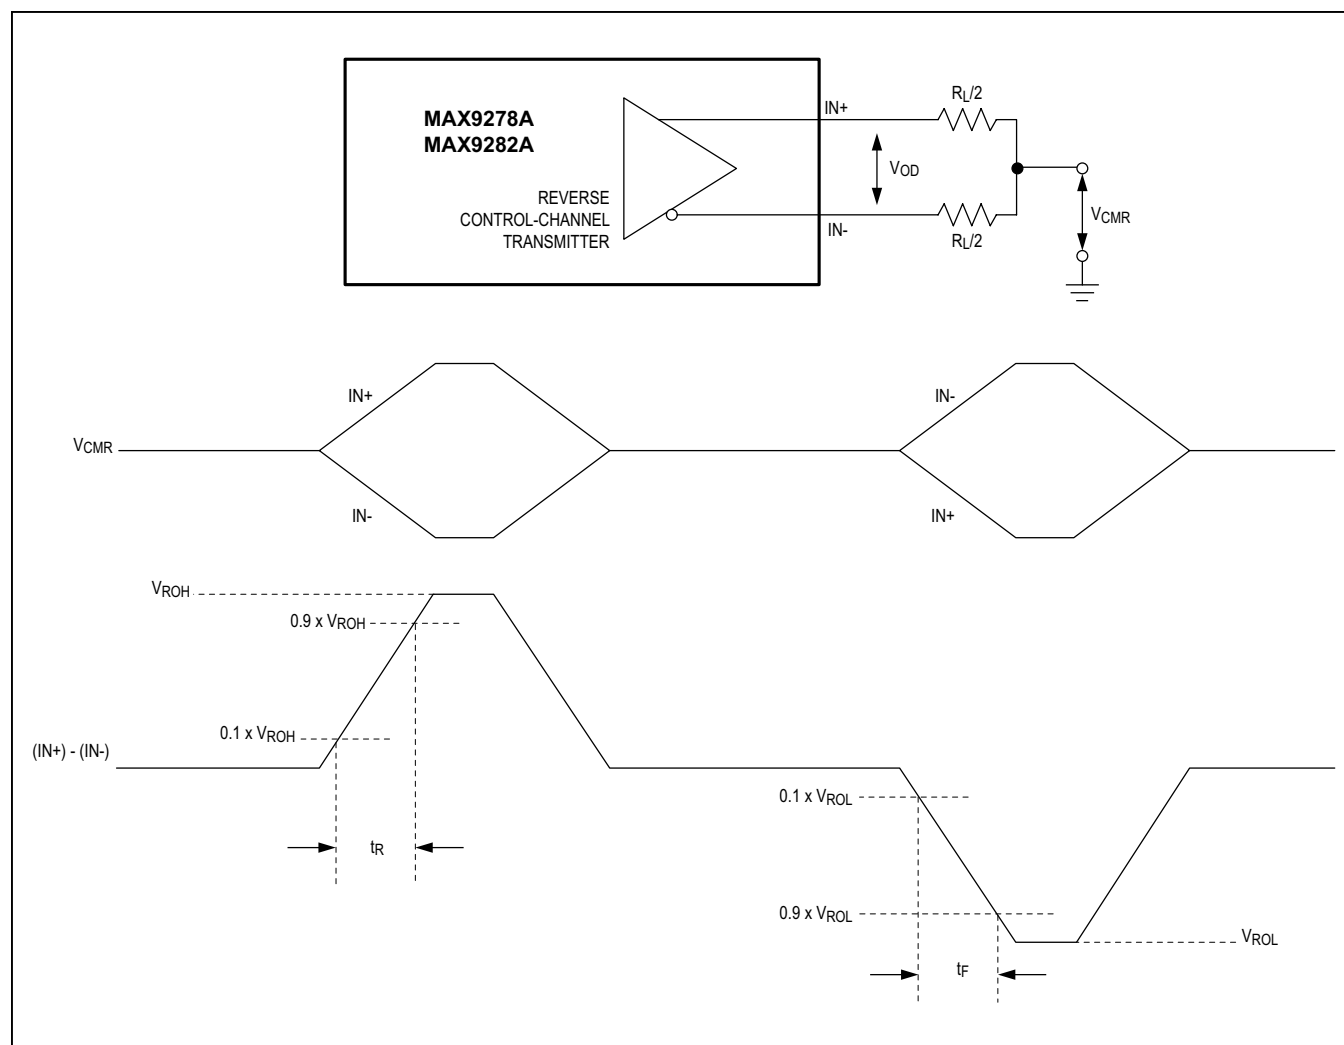 MAX9278A
MAX9282A
REVERSE
CONTROL-CHANNEL
TRANSMITTER
IN+
IN-
VOD
RL/2
RL/2
VCMR
IN+
IN-
VCMR
IN-
IN+
VROH
0.9 x VROH
0.1 x VROH
(IN+) - (IN-)
tR
0.1 x VROL
0.9 x VROL
VROL
tF